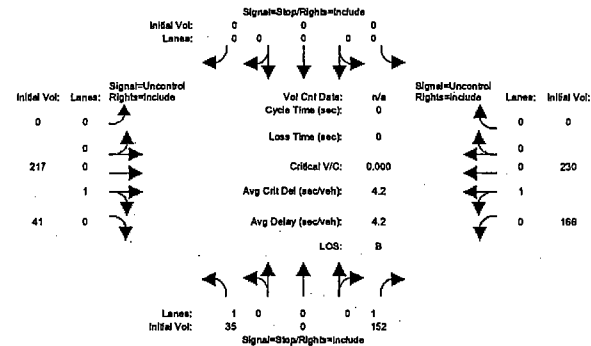 Signal=Stop/Rights=Include
Initial Vol: 0 0 0
Lanes: 0 0 0 0 0
Signal=Uncontrol Signal=Uncontrol
Initial Vol: Lanes: Rights=Include Vol Cnt Date: n/a Rights=Include Lanes: Initial Vol:
Cycle Time (sec): 0
0 0 0 0
Loss Time (sec): 0
0 0
217 0 Critical V/C: 0.000 0 230
1 Avg Crit Del (sec/veh): 4.2 1
41 0 Avg Delay (sec/veh): 4.2 0 166
LOS: B
Lanes: 1 0 0 0 1
Initial Vol: 35 0 152
Signal=Stop/Rights=Include